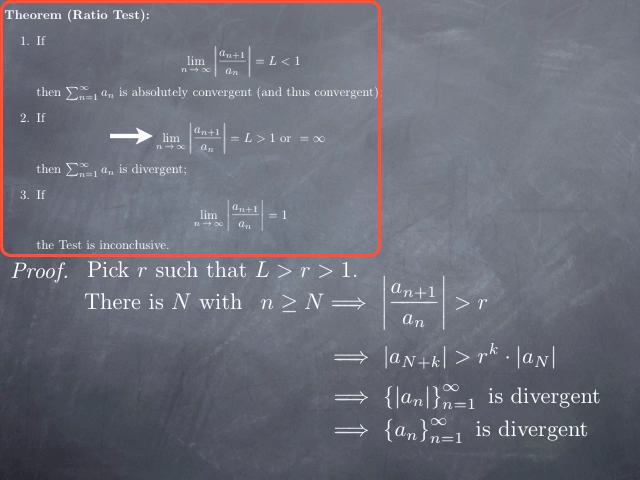 Theorem (Ratio Test):
1. If
lim_{n→∞} |a_{n+1}/a_n| = L < 1
then ∑_{n=1}^∞ a_n is absolutely convergent (and thus convergent);
2. If
lim_{n→∞} |a_{n+1}/a_n| = L > 1 or = ∞
then ∑_{n=1}^∞ a_n is divergent;
3. If
lim_{n→∞} |a_{n+1}/a_n| = 1
the Test is inconclusive.
Proof. Pick r such that L > r > 1.
There is N with n ≥ N ⟹ |a_{n+1}/a_n| > r
⟹ |a_{N+k}| > r^k · |a_N|
⟹ {|a_n|}_{n=1}^∞ is divergent
⟹ {a_n}_{n=1}^∞ is divergent